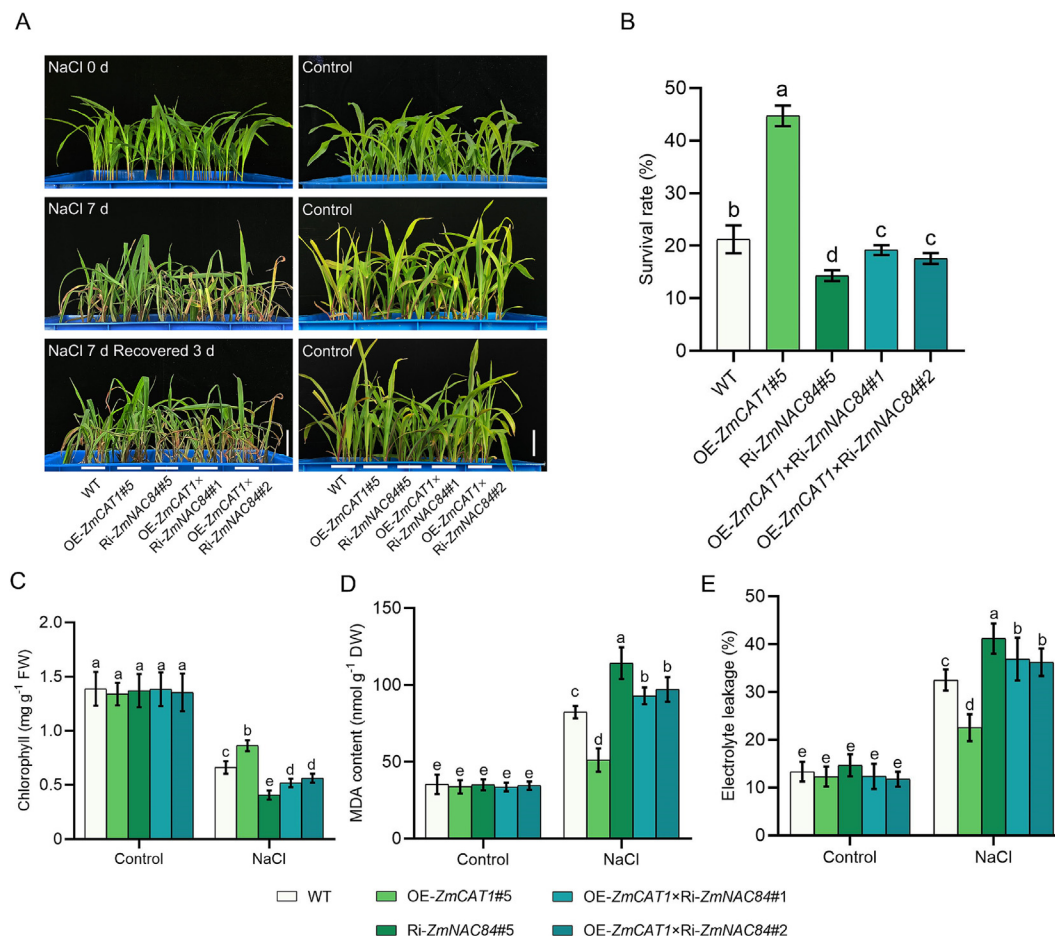 A
NaCl 0 d
Control
NaCl 7 d
Control
NaCl 7 d Recovered 3 d
Control
WT
OE-ZmCAT1#5
Ri-ZmNAC84#5
OE-ZmCAT1×
Ri-ZmNAC84#1
OE-ZmCAT1×
Ri-ZmNAC84#2
WT
OE-ZmCAT1#5
Ri-ZmNAC84#5
OE-ZmCAT1×
Ri-ZmNAC84#1
OE-ZmCAT1×
Ri-ZmNAC84#2
B
Survival rate (%)
50
40
30
20
10
0
b
a
d
c
c
WT
OE-ZmCAT1#5
Ri-ZmNAC84#5
OE-ZmCAT1×Ri-ZmNAC84#1
OE-ZmCAT1×Ri-ZmNAC84#2
C
Chlorophyll (mg g⁻¹ FW)
2.0
1.5
1.0
0.5
0
a a a a a
c b e d d
Control
NaCl
D
MDA content (nmol g⁻¹ DW)
150
100
50
0
e e e e e
c d a b b
Control
NaCl
E
Electrolyte leakage (%)
50
40
30
20
10
0
e e e e e
c d a b b
Control
NaCl
WT
OE-ZmCAT1#5
OE-ZmCAT1×Ri-ZmNAC84#1
Ri-ZmNAC84#5
OE-ZmCAT1×Ri-ZmNAC84#2